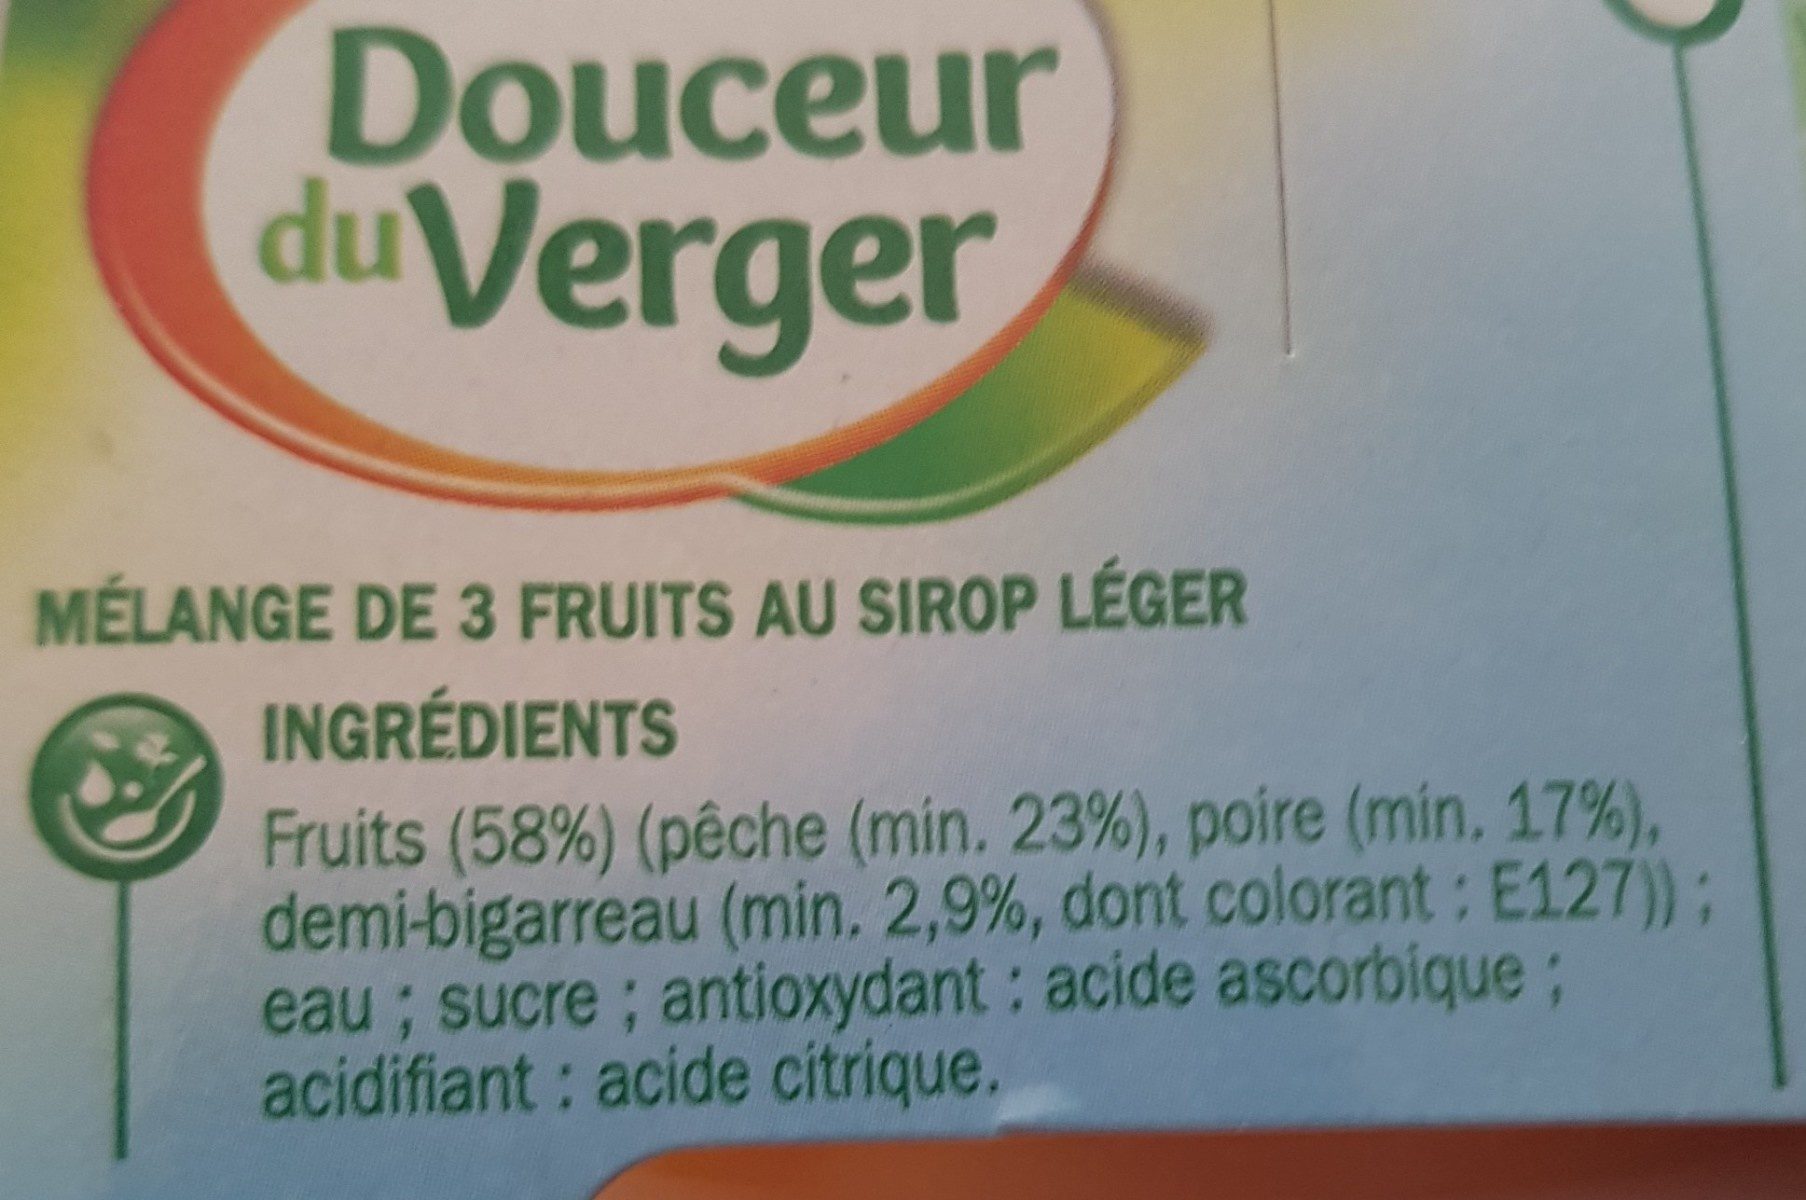 Douceur
du Verger
MÉLANGE DE 3 FRUITS AU SIROP LÉGER
INGRÉDIENTS
Fruits (58%) (pêche (min. 23%), poire (min. 17%),
demi-bigarreau (min. 2,9%, dont colorant : E127)) ;
eau ; sucre ; antioxydant : acide ascorbique ;
acidifiant : acide citrique.